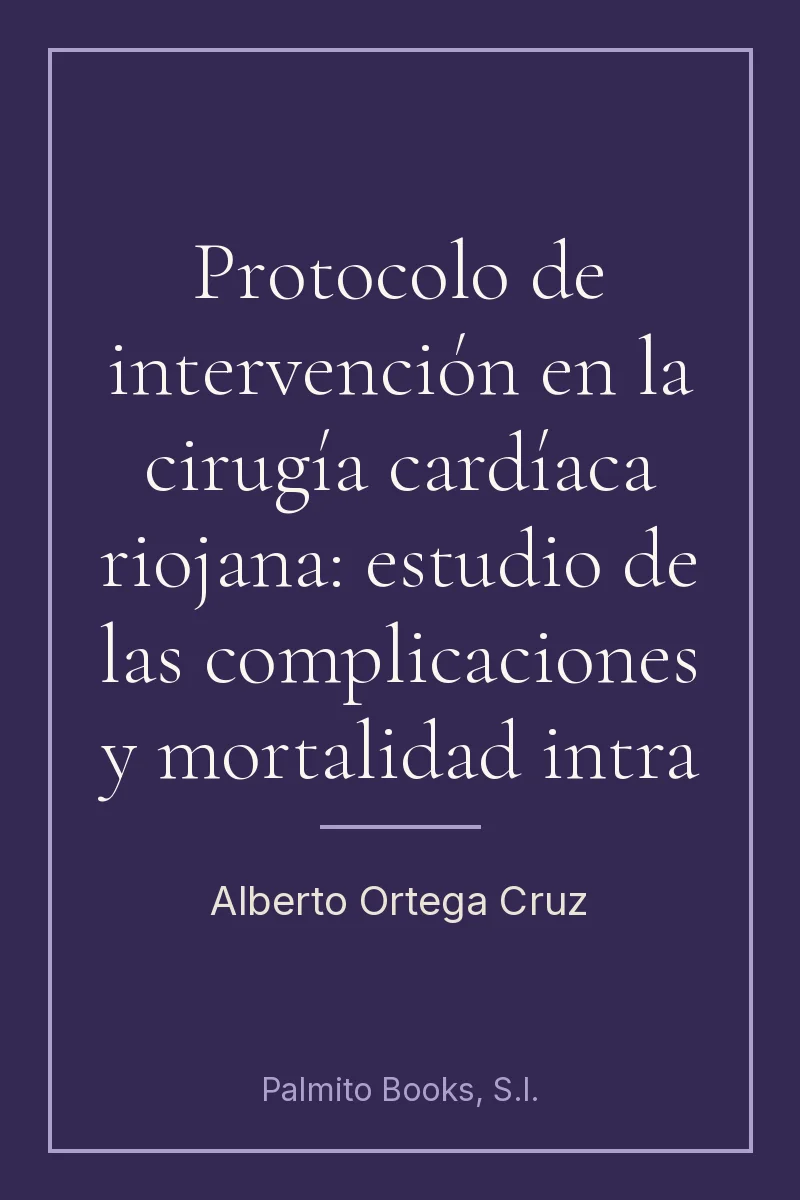 Protocolo de
intervención en la
cirugía cardíaca
riojana: estudio de
las complicaciones
y mortalidad intra
Alberto Ortega Cruz
Palmito Books, S.l.